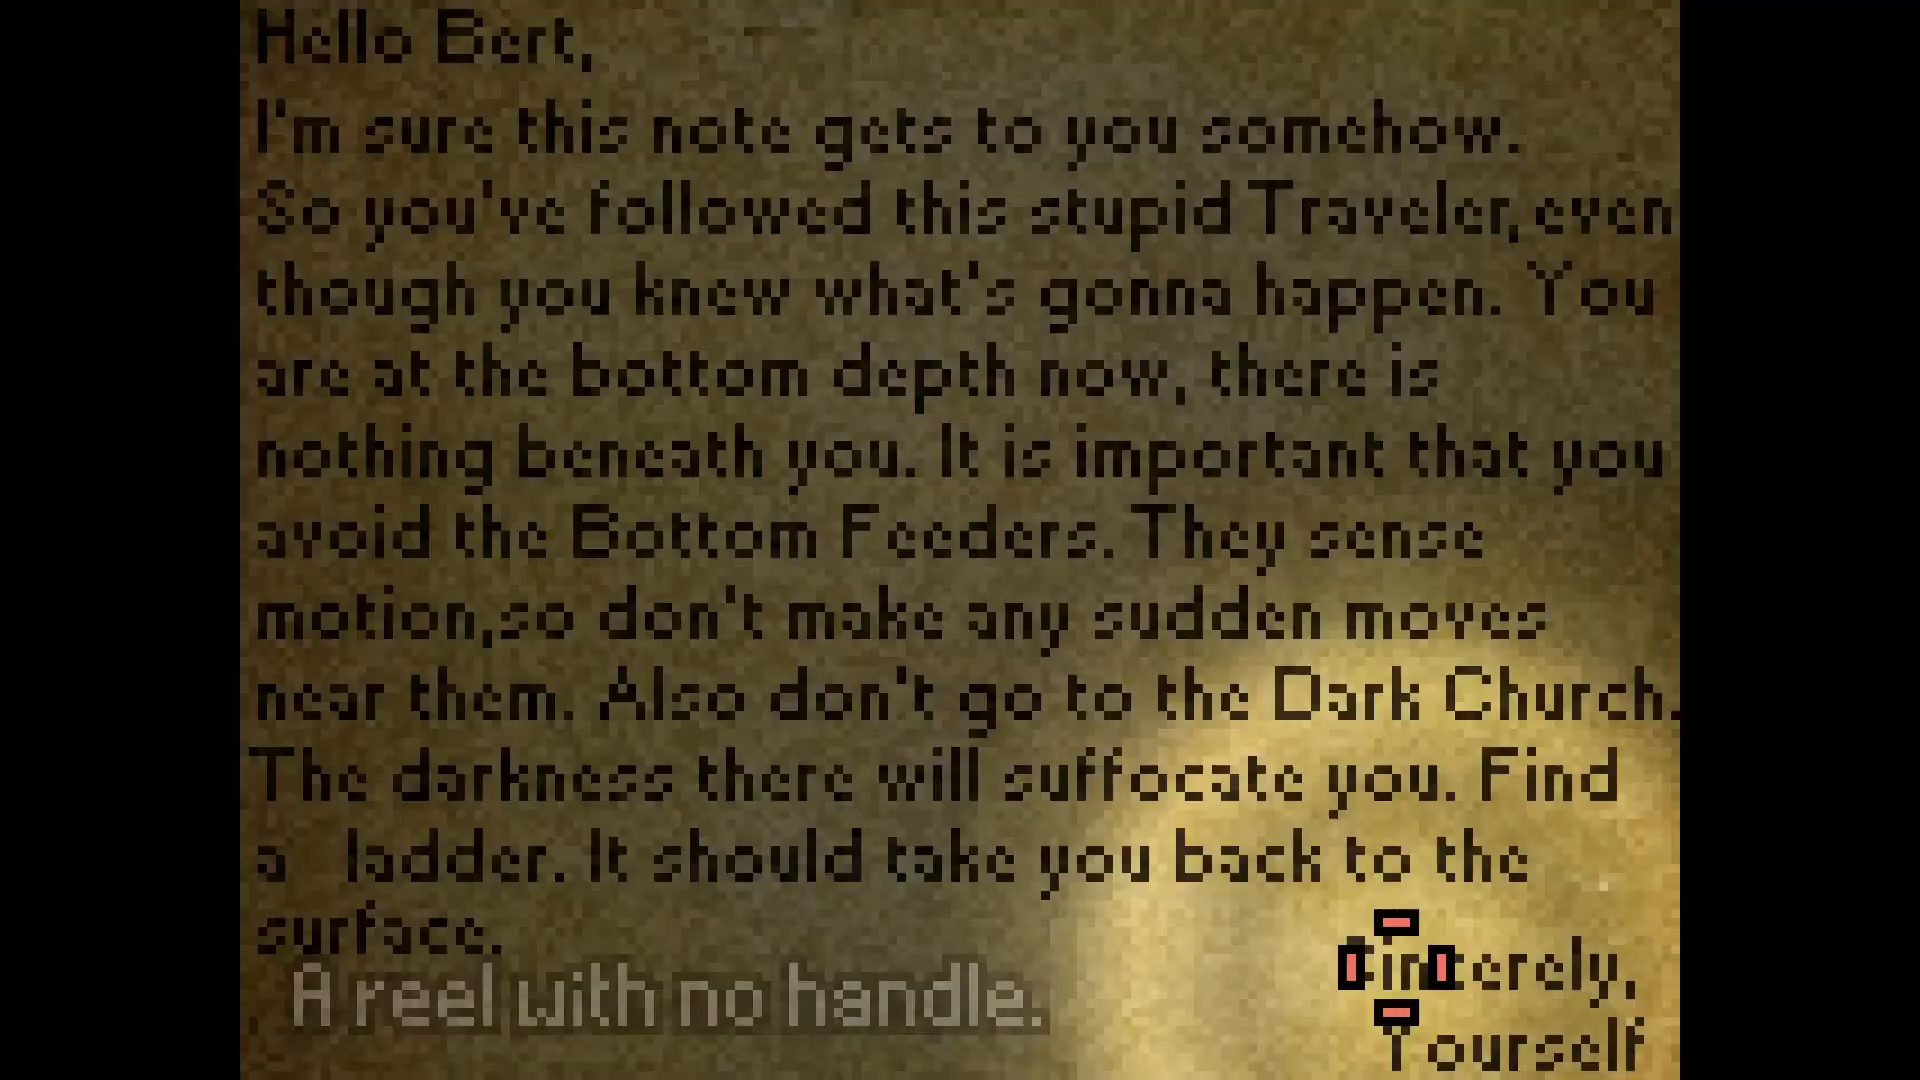 Hello Bert,
I'm sure this note gets to you somehow.
So you've followed this stupid Traveler, even
though you knew what's gonna happen. You
are at the bottom depth now, there is
nothing beneath you. It is important that you
avoid the Bottom Feeders. They sense
motion,so don't make any sudden moves
near them. Also don't go to the Dark Church.
The darkness there will suffocate you. Find
a ladder. It should take you back to the
surface.
A reel with no handle.
Sincerely,
Yourself